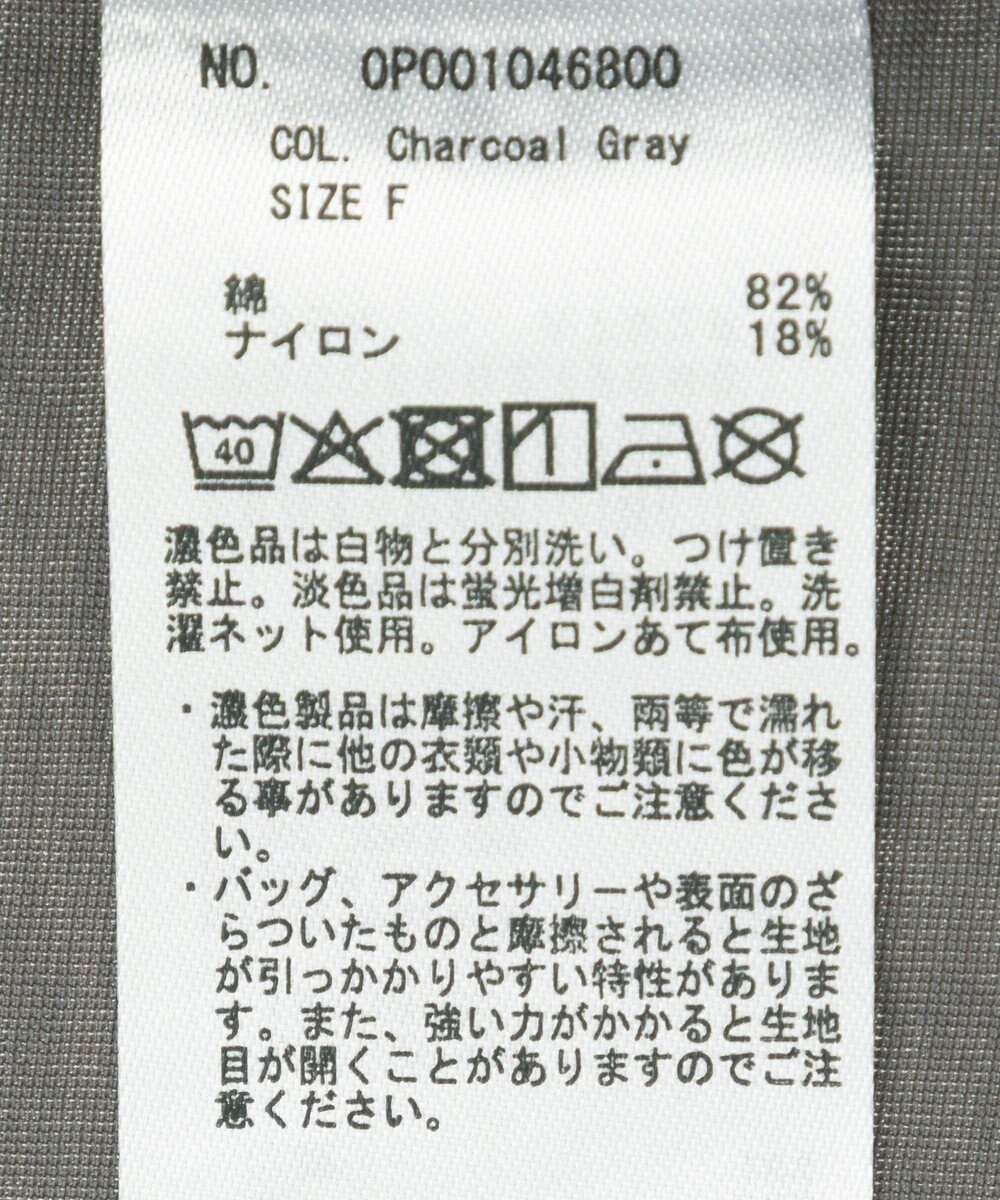 NO. OP001046800
COL. Charcoal Gray
SIZE F
綿 82%
ナイロン 18%
40
濃色品は白物と分別洗い。つけ置き
禁止。淡色品は蛍光増白剤禁止。洗
濯ネット使用。アイロンあて布使用。
・濃色製品は摩擦や汗、雨等で濡れ
た際に他の衣類や小物類に色が移
る事がありますのでご注意くださ
い。
・バッグ、アクセサリーや表面のざ
らついたものと摩擦されると生地
が引っかかりやすい特性がありま
す。また、強い力がかかると生地
目が開くことがありますのでご注
意ください。